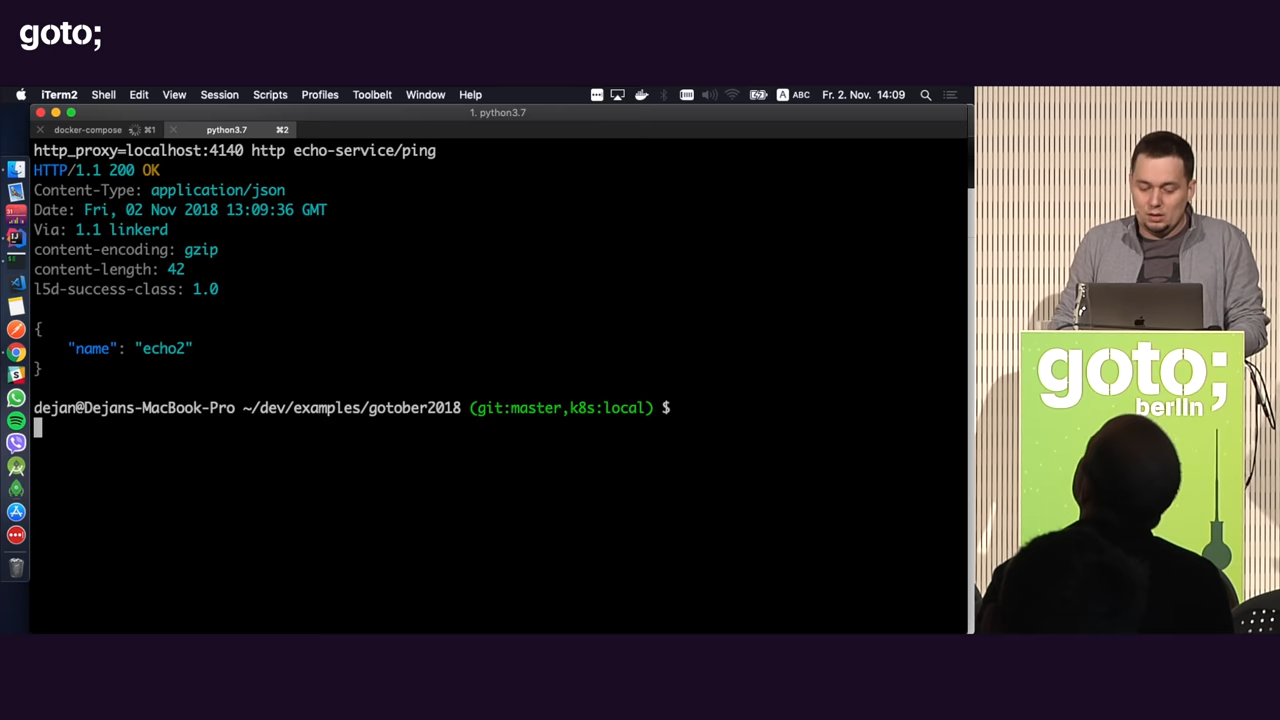 goto;
iTerm2 Shell Edit View Session Scripts Profiles Toolbelt Window Help A ABC Fr. 2. Nov. 14:09
1. python3.7
docker-compose ⌘1 python3.7 ⌘2
http_proxy=localhost:4140 http echo-service/ping
HTTP/1.1 200 OK
Content-Type: application/json
Date: Fri, 02 Nov 2018 13:09:36 GMT
Via: 1.1 linkerd
content-encoding: gzip
content-length: 42
l5d-success-class: 1.0
{
"name": "echo2"
}
dejan@Dejans-MacBook-Pro ~/dev/examples/gotober2018 (git:master,k8s:local) $
goto;
berlin